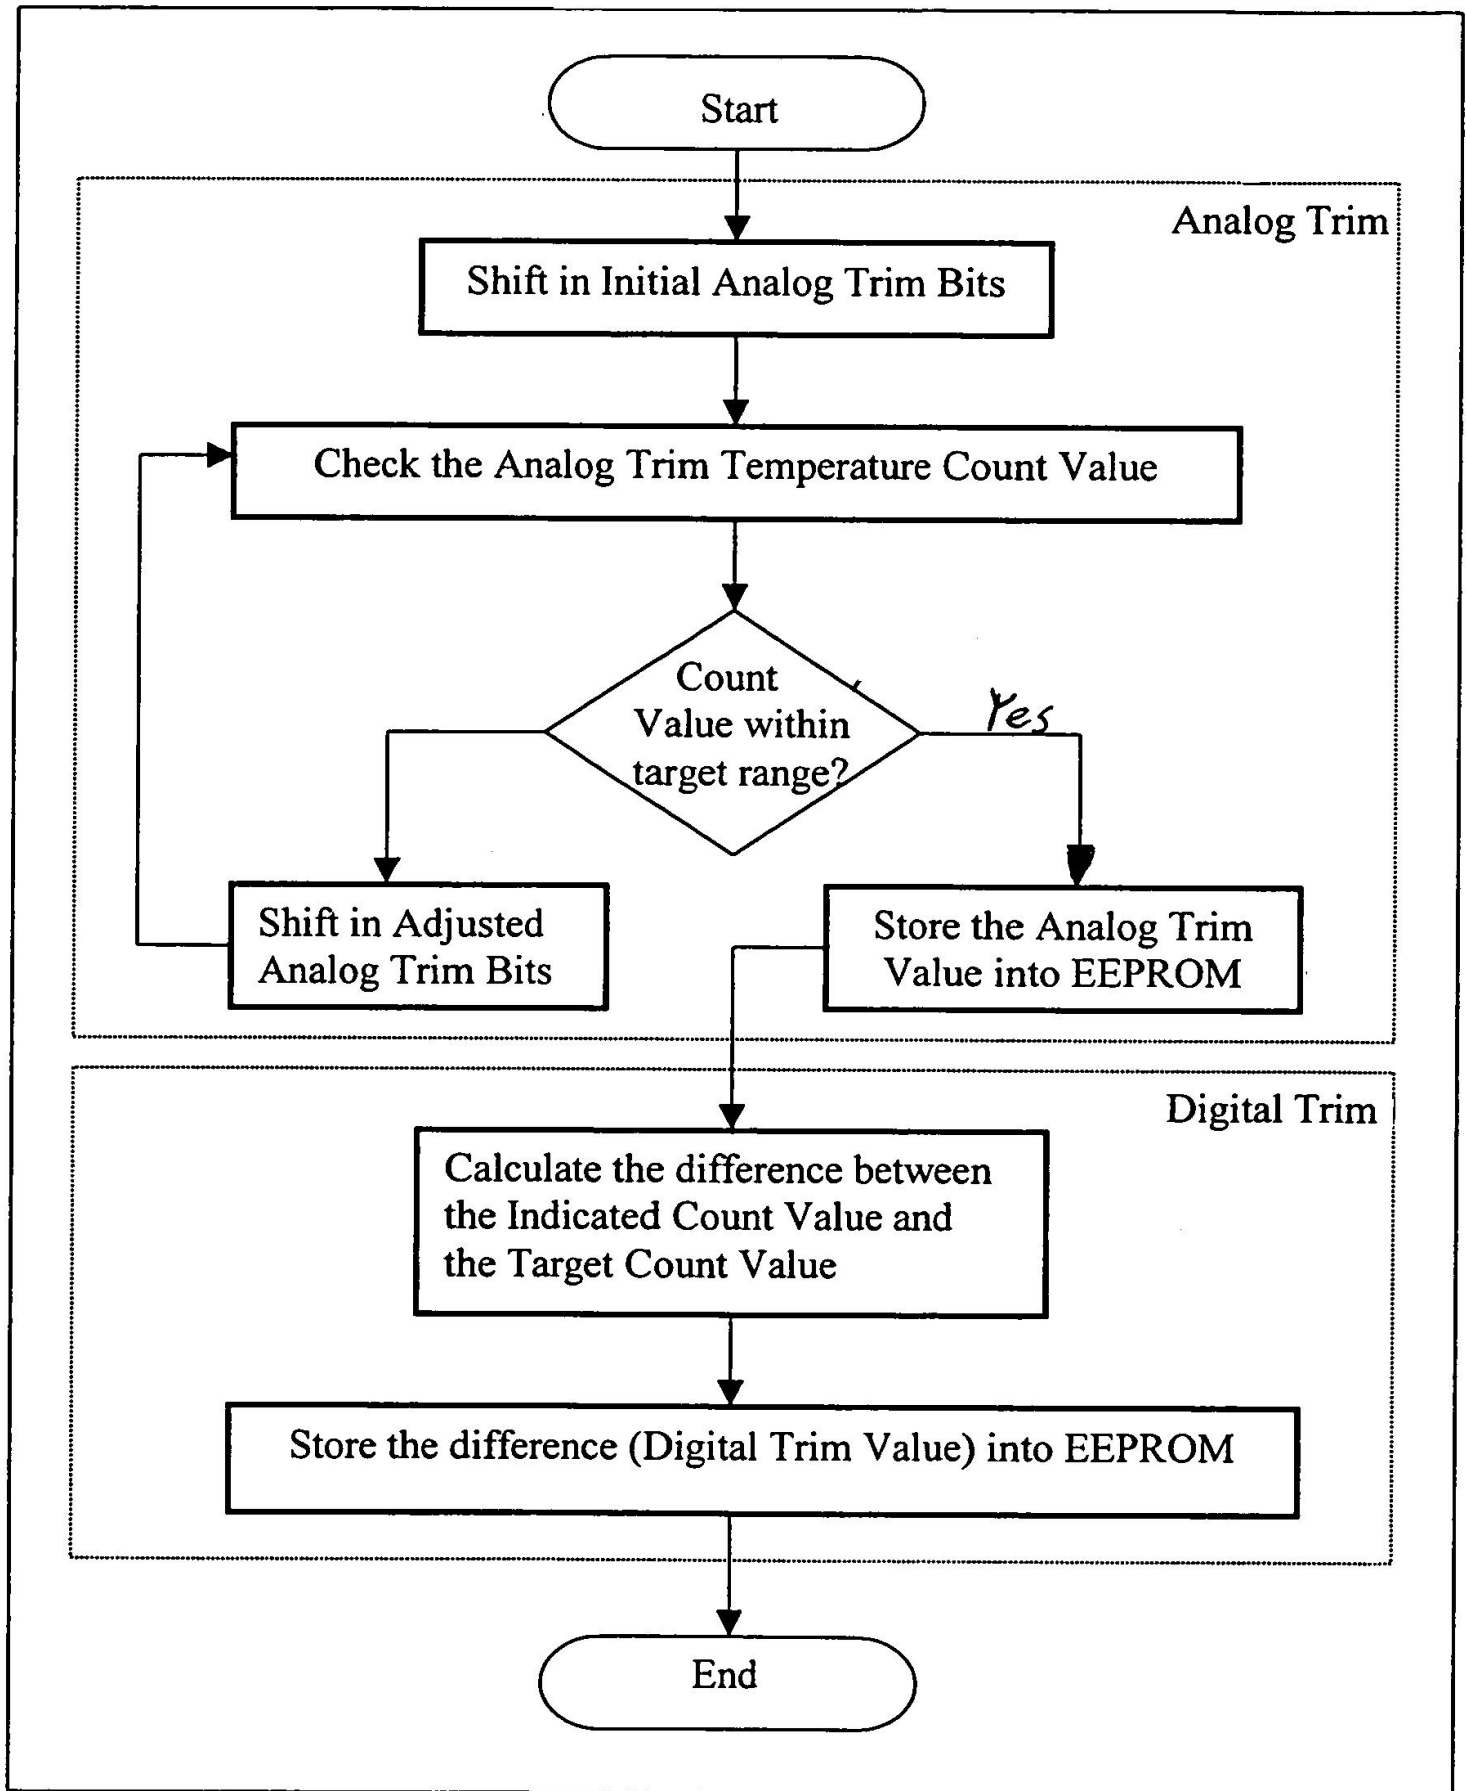 Start
Analog Trim
Shift in Initial Analog Trim Bits
Check the Analog Trim Temperature Count Value
Count
Value within
target range?
Yes
Shift in Adjusted
Analog Trim Bits
Store the Analog Trim
Value into EEPROM
Digital Trim
Calculate the difference between
the Indicated Count Value and
the Target Count Value
Store the difference (Digital Trim Value) into EEPROM
End